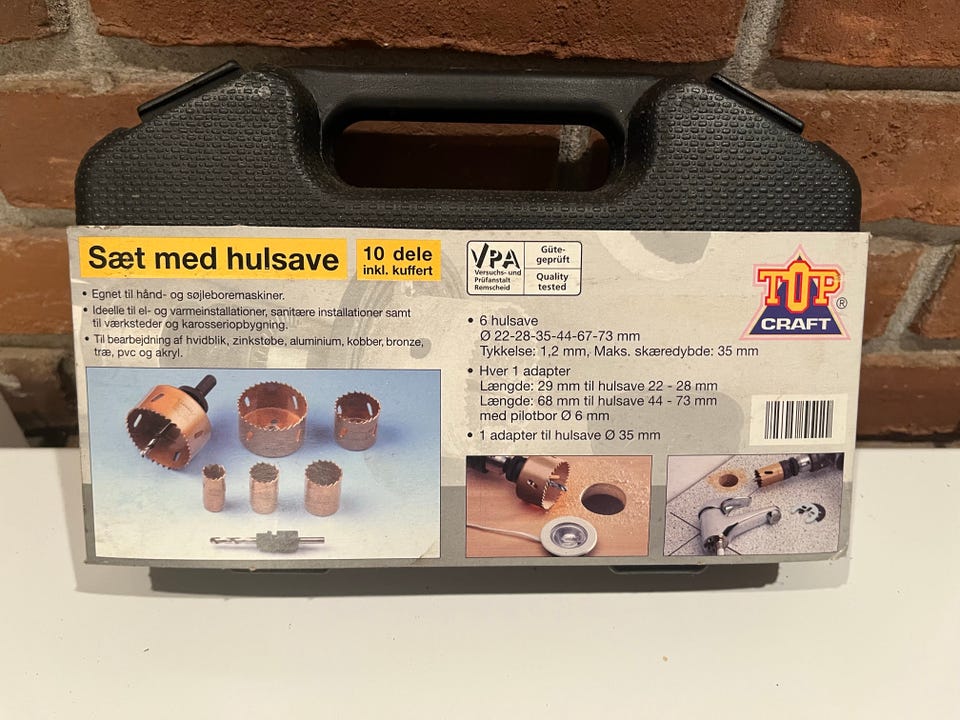 Sæt med hulsave
10 dele
inkl. kuffert
• Egnet til hånd- og søjleboremaskiner.
• Ideelle til el- og varmeinstallationer, sanitære installationer samt
til værksteder og karosseriopbygning.
• Til bearbejdning af hvidblik, zinkstøbe, aluminium, kobber, bronze,
træ, pvc og akryl.
VPA
Versuchs- und
Prüfanstalt
Remscheid
Güte-
geprüft
Quality
tested
• 6 hulsave
Ø 22-28-35-44-67-73 mm
Tykkelse: 1,2 mm, Maks. skæredybde: 35 mm
• Hver 1 adapter
Længde: 29 mm til hulsave 22 - 28 mm
Længde: 68 mm til hulsave 44 - 73 mm
med pilotbor Ø 6 mm
• 1 adapter til hulsave Ø 35 mm
TOP
CRAFT
®